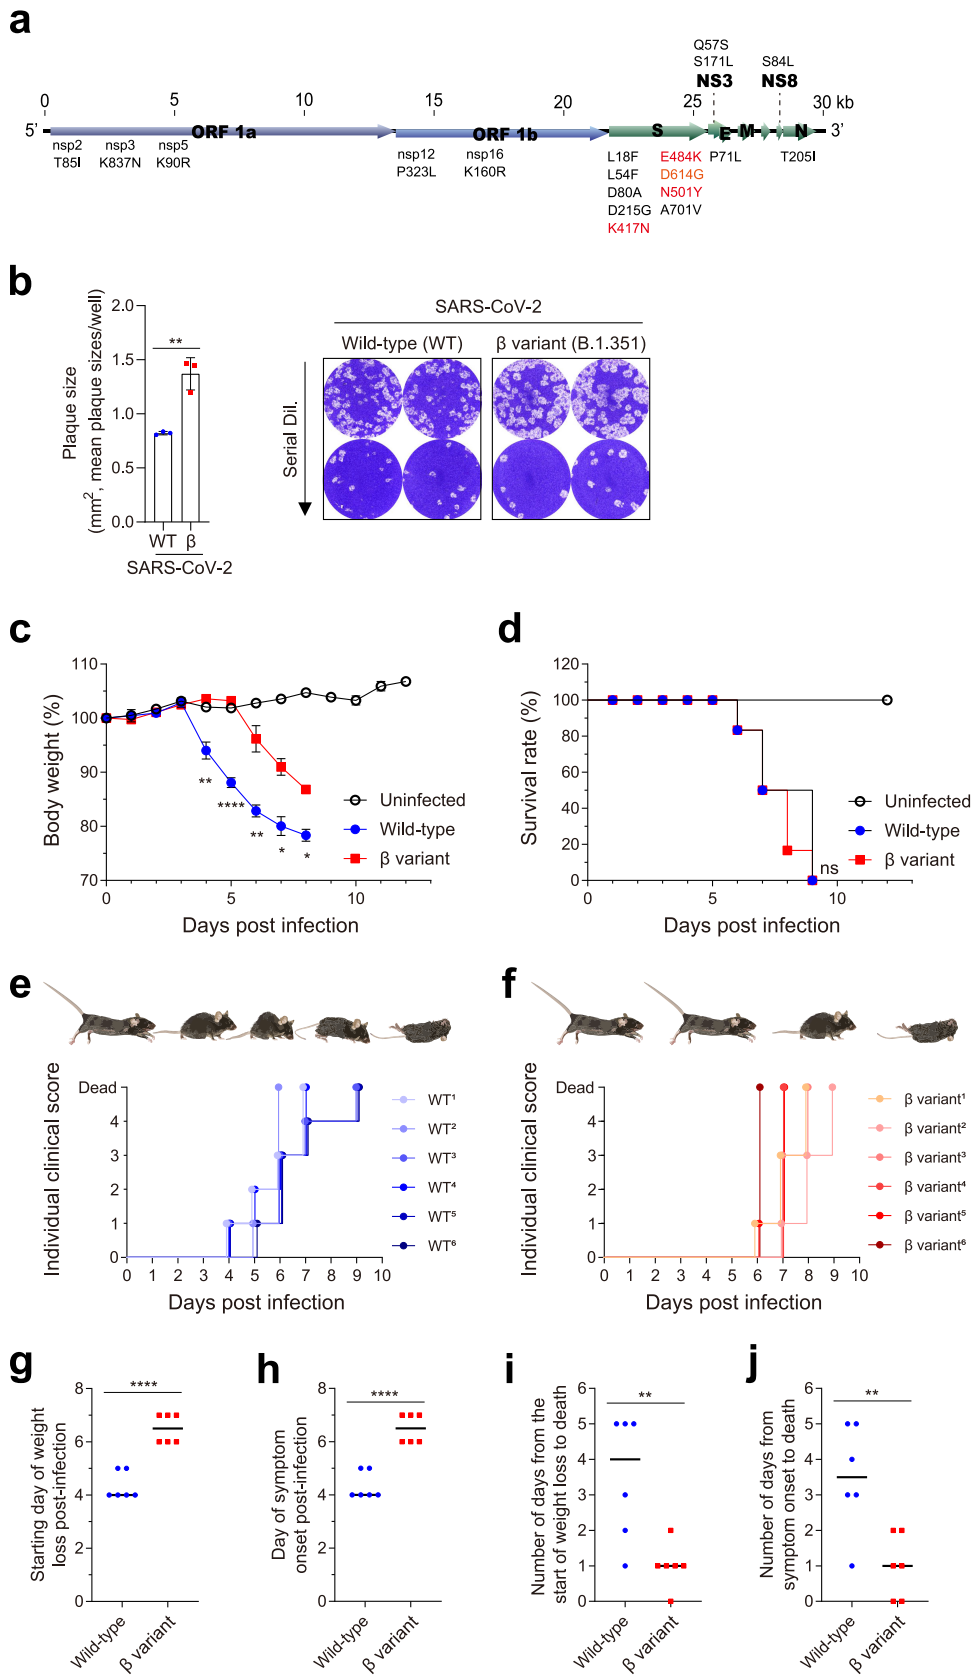 a
Q57S
S171L
S84L
NS3
NS8
0
5
10
15
20
25
30 kb
5'
ORF 1a
ORF 1b
S
E
M
N
3'
nsp2
nsp3
nsp5
nsp12
nsp16
T85I
K837N
K90R
P323L
K160R
L18F
E484K
P71L
T205I
L54F
D614G
D80A
N501Y
D215G
A701V
K417N
b
Plaque size
(mm², mean plaque sizes/well)
2.0
1.5
1.0
0.5
0.0
**
WT
β
SARS-CoV-2
SARS-CoV-2
Wild-type (WT)
β variant (B.1.351)
Serial Dil.
c
Body weight (%)
110
100
90
80
70
**
****
**
*
*
Uninfected
Wild-type
β variant
0
5
10
Days post infection
d
Survival rate (%)
120
100
80
60
40
20
0
Uninfected
Wild-type
β variant
ns
0
5
10
Days post infection
e
Individual clinical score
Dead
4
3
2
1
0
0 1 2 3 4 5 6 7 8 9 10
Days post infection
WT¹
WT²
WT³
WT⁴
WT⁵
WT⁶
f
Individual clinical score
Dead
4
3
2
1
0
0 1 2 3 4 5 6 7 8 9 10
Days post infection
β variant¹
β variant²
β variant³
β variant⁴
β variant⁵
β variant⁶
g
Starting day of weight
loss post-infection
8
6
4
2
0
****
Wild-type
β variant
h
Day of symptom
onset post-infection
8
6
4
2
0
****
Wild-type
β variant
i
Number of days from the
start of weight loss to death
6
5
4
3
2
1
0
**
Wild-type
β variant
j
Number of days from
symptom onset to death
6
5
4
3
2
1
0
**
Wild-type
β variant